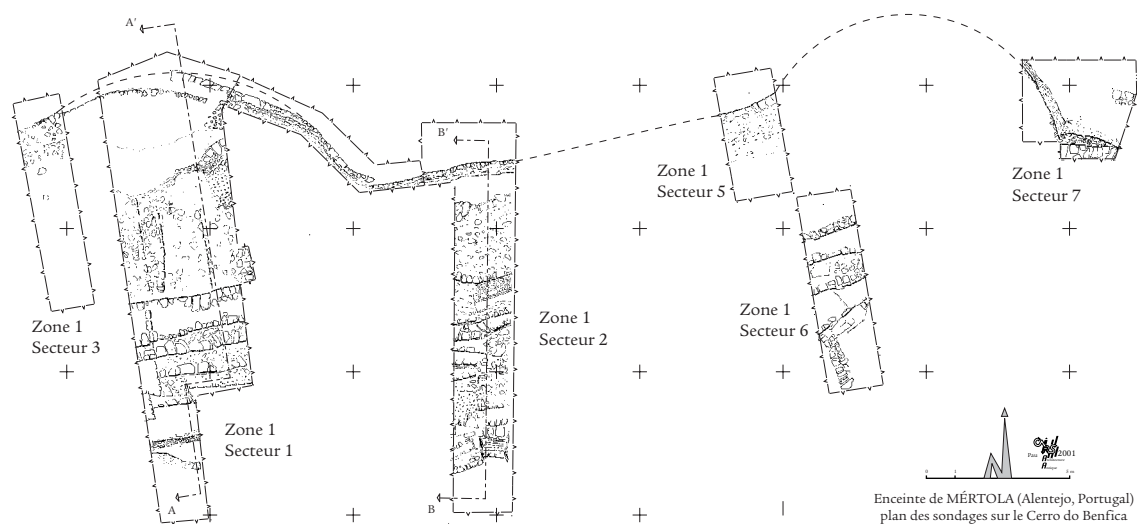 A'
B'
Zone 1
Secteur 5
Zone 1
Secteur 7
Zone 1
Secteur 3
Zone 1
Secteur 2
Zone 1
Secteur 6
Zone 1
Secteur 1
A
B
Pau
2001
0 1 5 m
Enceinte de MÉRTOLA (Alentejo, Portugal)
plan des sondages sur le Cerro do Benfica